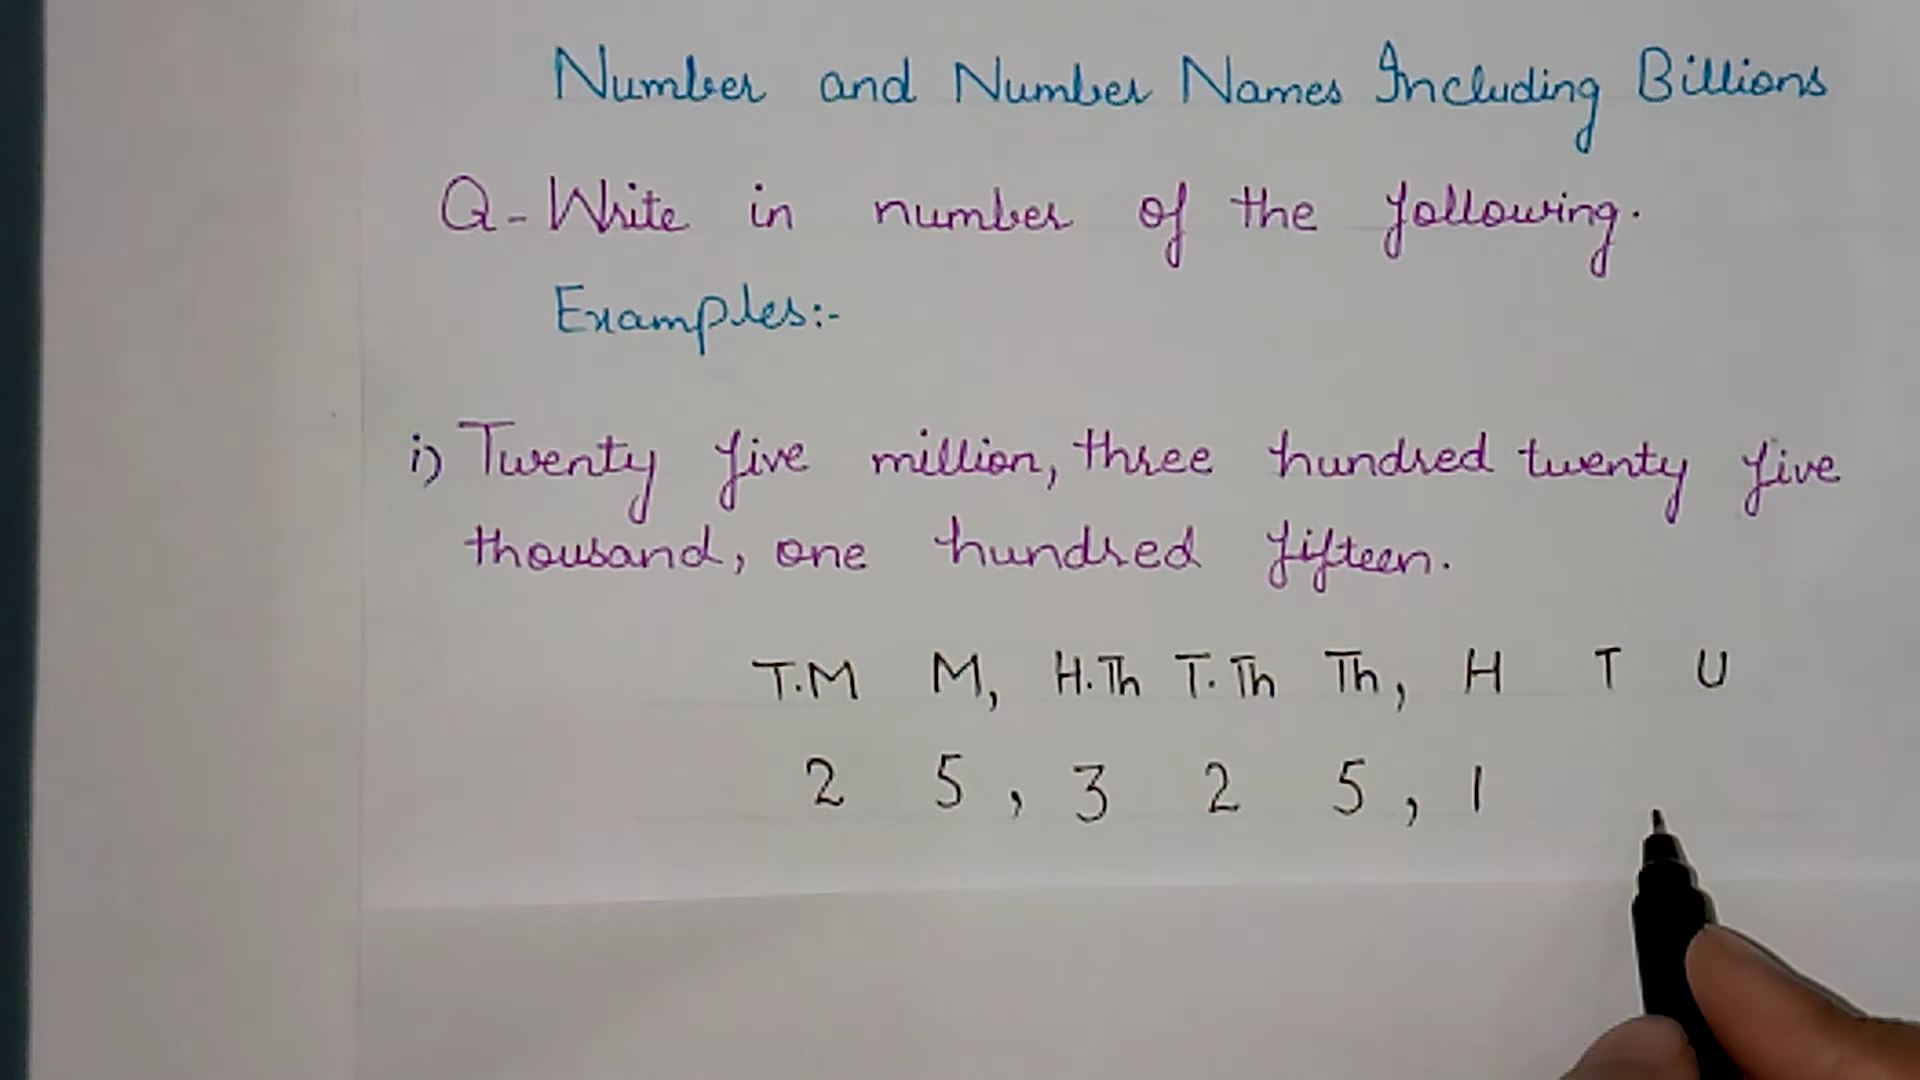 Number and Number Names Including Billions
Q-Write in number of the following.
Examples:-
i) Twenty five million, three hundred twenty five
thousand, one hundred fifteen.
T.M M, H.Th T.Th Th, H T U
2 5 , 3 2 5 , 1